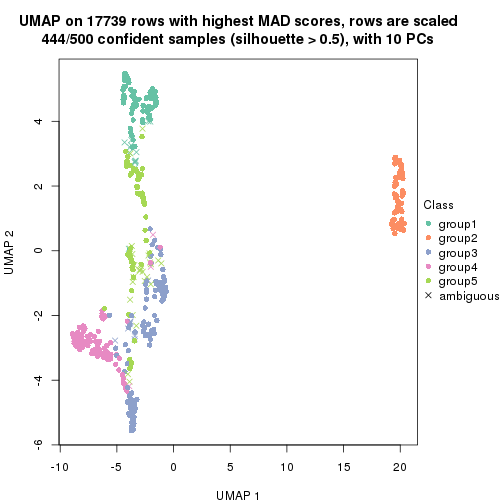 UMAP on 17739 rows with highest MAD scores, rows are scaled
444/500 confident samples (silhouette > 0.5), with 10 PCs
4
2
0
-2
-4
-6
UMAP 2
-10
-5
0
5
10
15
20
UMAP 1
Class
group1
group2
group3
group4
group5
ambiguous